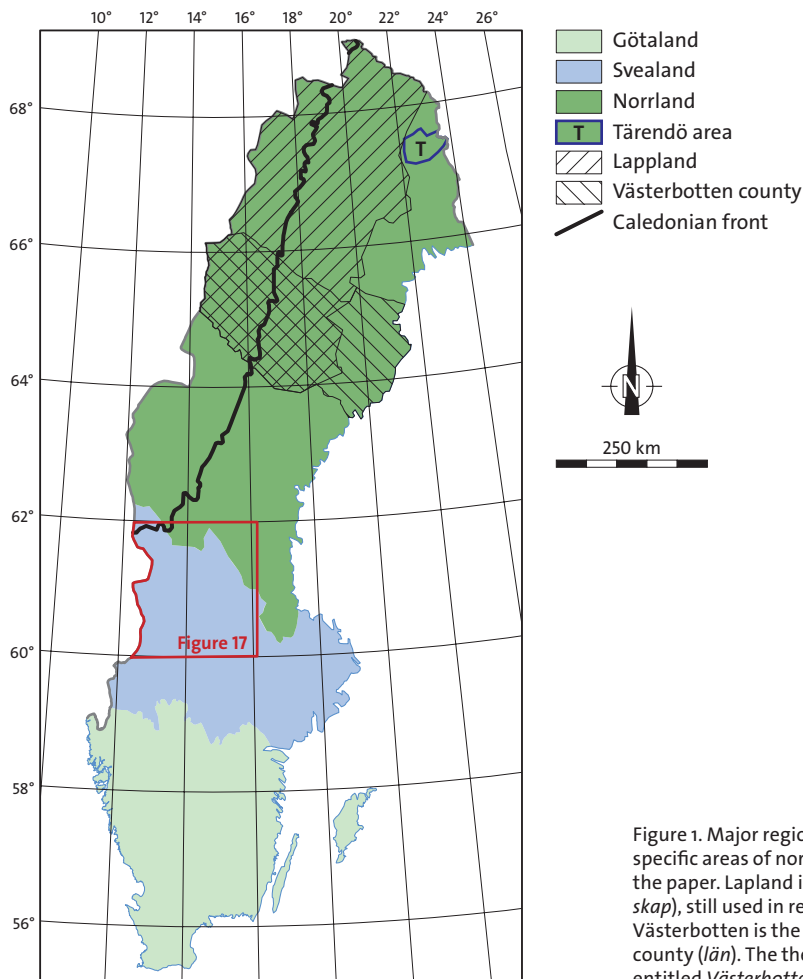 10° 12° 14° 16° 18° 20° 22° 24° 26°
68°
66°
64°
62°
60°
58°
56°
T
Figure 17
Götaland
Svealand
Norrland
T Tärendö area
Lappland
Västerbotten county
Caledonian front
N
250 km
Figure 1. Major regio
specific areas of nor
the paper. Lapland i
skap), still used in re
Västerbotten is the
county (län). The the
entitled Västerbotte